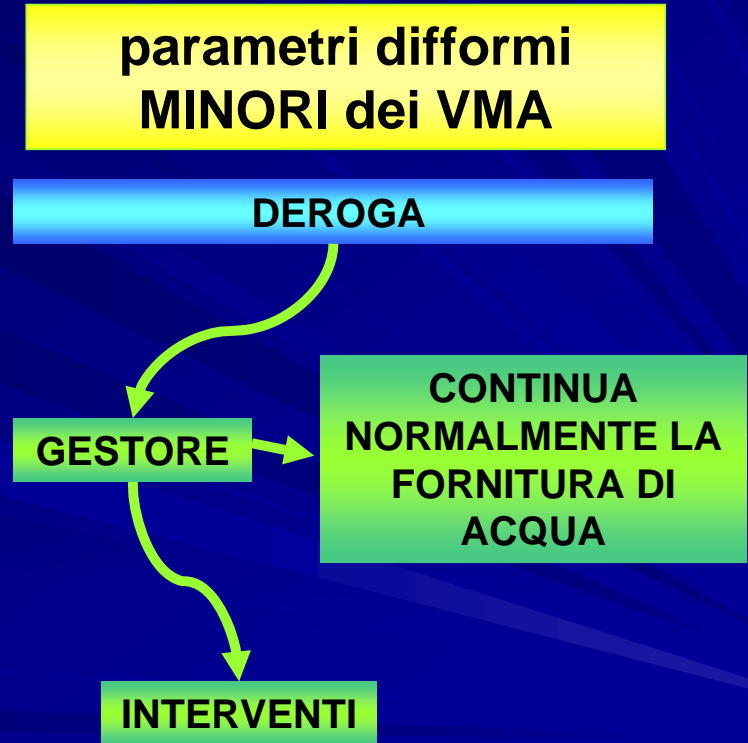 parametri difformi
MINORI dei VMA
DEROGA
GESTORE
CONTINUA
NORMALMENTE LA
FORNITURA DI
ACQUA
INTERVENTI